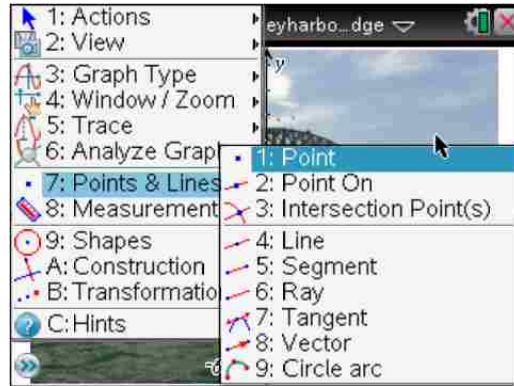 1: Actions
2: View
3: Graph Type
4: Window / Zoom
5: Trace
6: Analyze Grap
7: Points & Lines
8: Measurement
9: Shapes
A: Construction
B: Transformatio
C: Hints
eyharbo…dge
y
1: Point
2: Point On
3: Intersection Point(s)
4: Line
5: Segment
6: Ray
7: Tangent
8: Vector
9: Circle arc